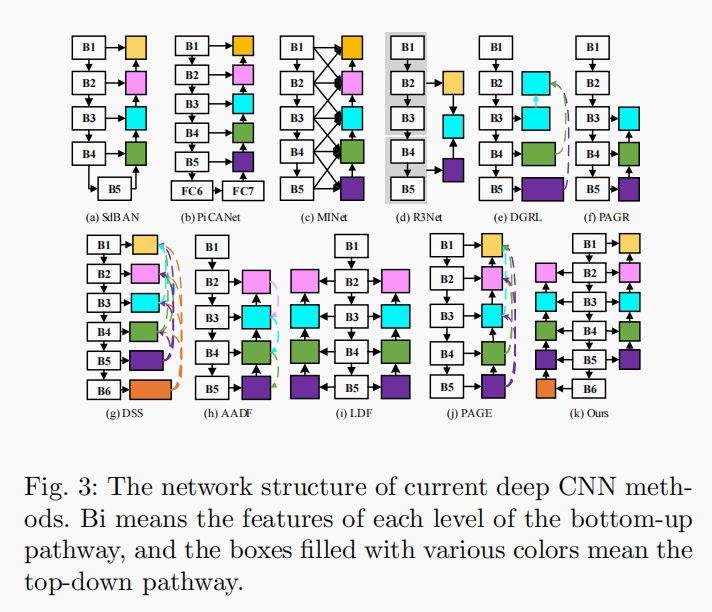 B1
B2
B3
B4
B5
(a) SdBAN
B1
B2
B3
B4
B5
FC6
FC7
(b) PiCANet
B1
B2
B3
B4
B5
(c) MINet
B1
B2
B3
B4
B5
(d) R3Net
B1
B2
B3
B4
B5
(e) DGRL
B1
B2
B3
B4
B5
(f) PAGR
B1
B2
B3
B4
B5
B6
(g) DSS
B1
B2
B3
B4
B5
(h) AADF
B1
B2
B3
B4
B5
(i) LDF
B1
B2
B3
B4
B5
(j) PAGE
B1
B2
B3
B4
B5
B6
(k) Ours
Fig. 3: The network structure of current deep CNN meth-
ods. Bi means the features of each level of the bottom-up
pathway, and the boxes filled with various colors mean the
top-down pathway.